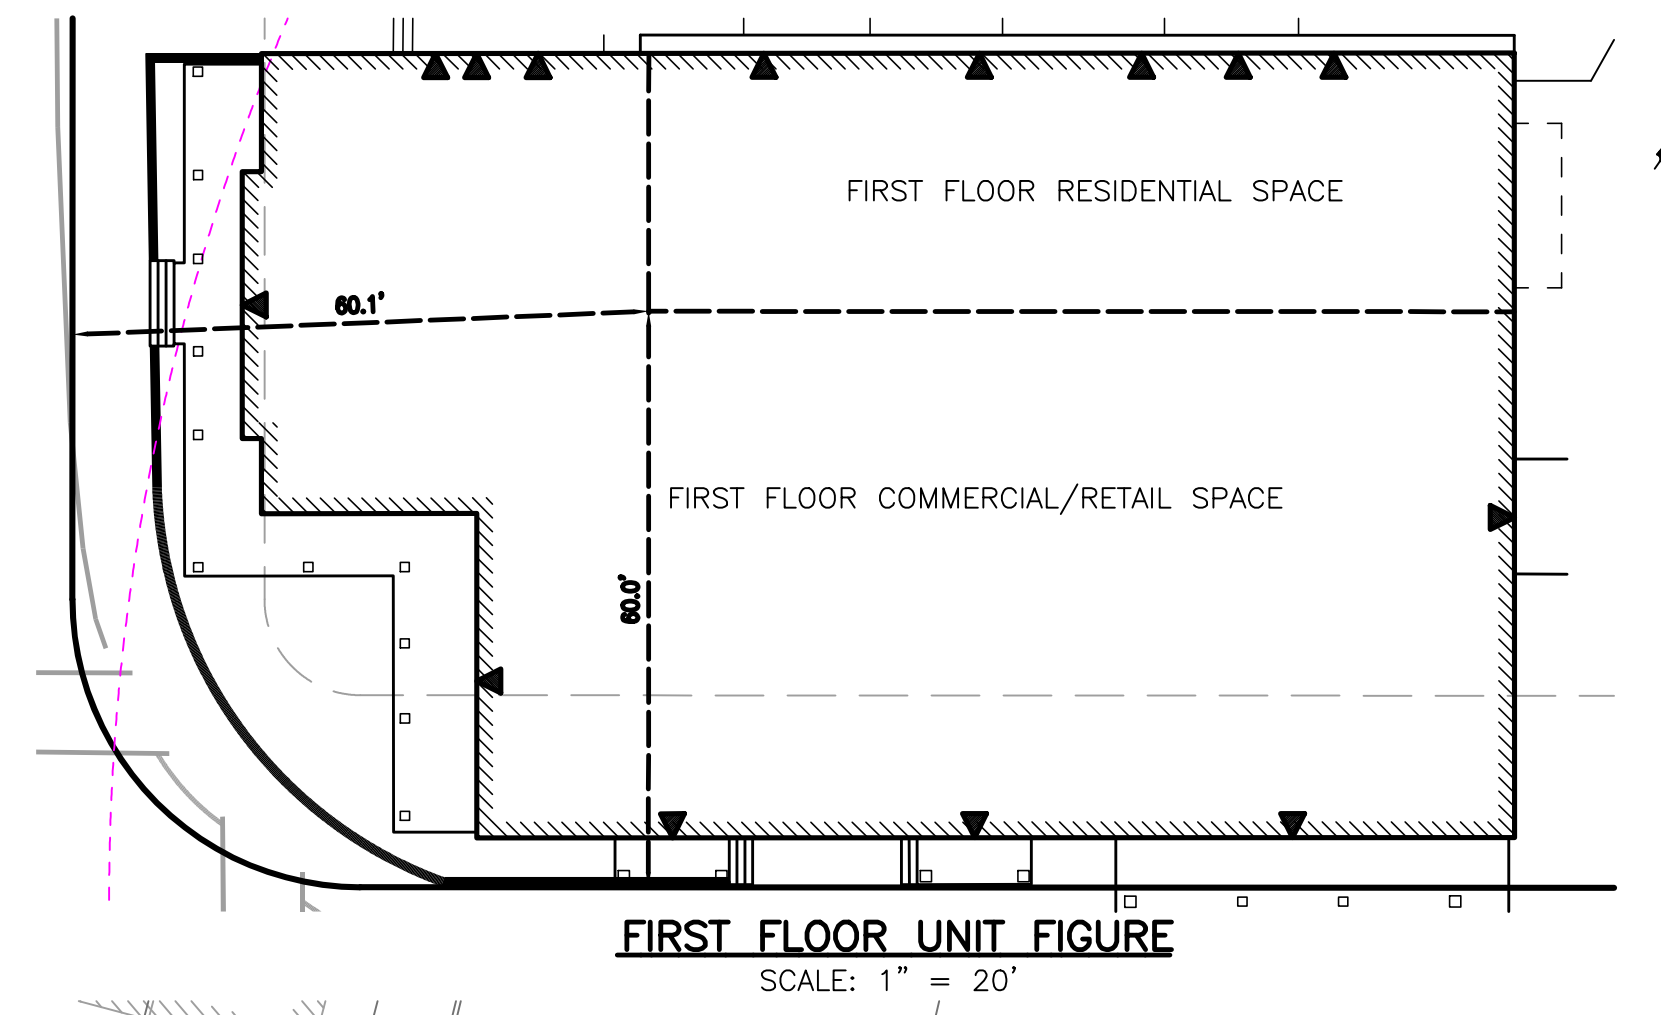 FIRST FLOOR RESIDENTIAL SPACE
60.1'
FIRST FLOOR COMMERCIAL/RETAIL SPACE
60.0'
FIRST FLOOR UNIT FIGURE
SCALE: 1" = 20'